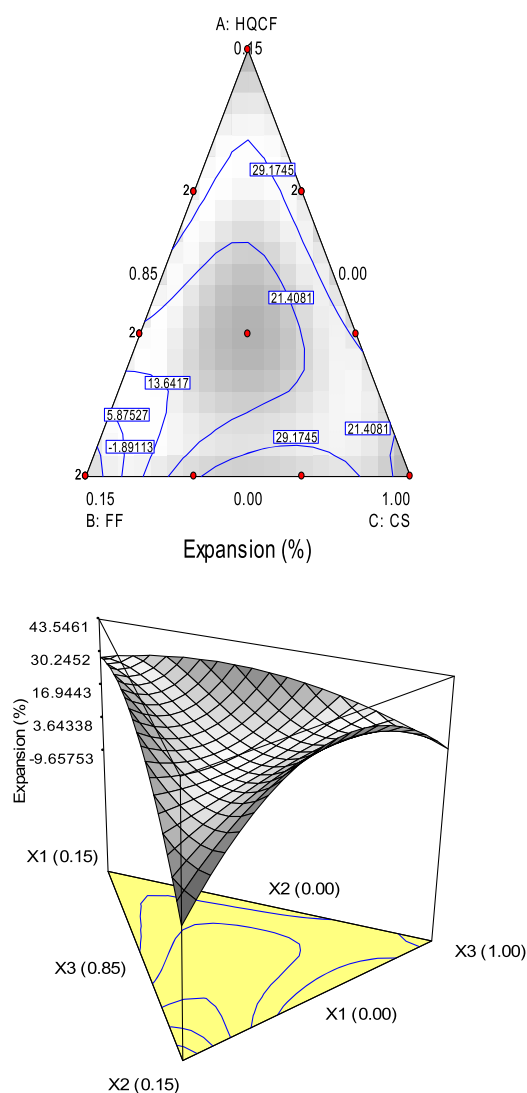 A: HQCF
0.15
29.1745
2
2
0.85
0.00
21.4081
2
13.6417
5.87527
29.1745
21.4081
-1.89113
2
0.15
0.00
1.00
B: FF
C: CS
Expansion (%)
43.5461
30.2452
16.9443
3.64338
-9.65753
Expansion (%)
X1 (0.15)
X2 (0.00)
X3 (0.85)
X3 (1.00)
X1 (0.00)
X2 (0.15)